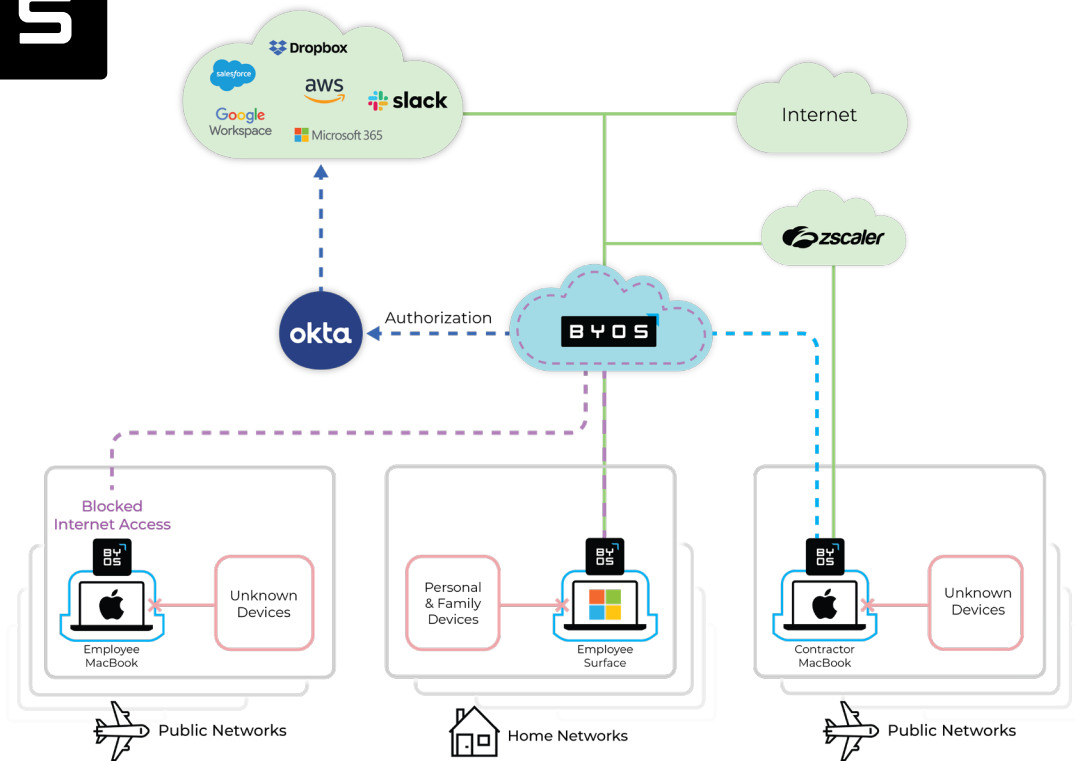 S
Dropbox
salesforce
aws
slack
Google
Workspace
Microsoft 365
Internet
zscaler
okta
Authorization
BYOS
Blocked
Internet Access
BY
OS
Unknown
Devices
Employee
MacBook
Personal
& Family
Devices
BY
OS
Employee
Surface
BY
OS
Unknown
Devices
Contractor
MacBook
Public Networks
Home Networks
Public Networks